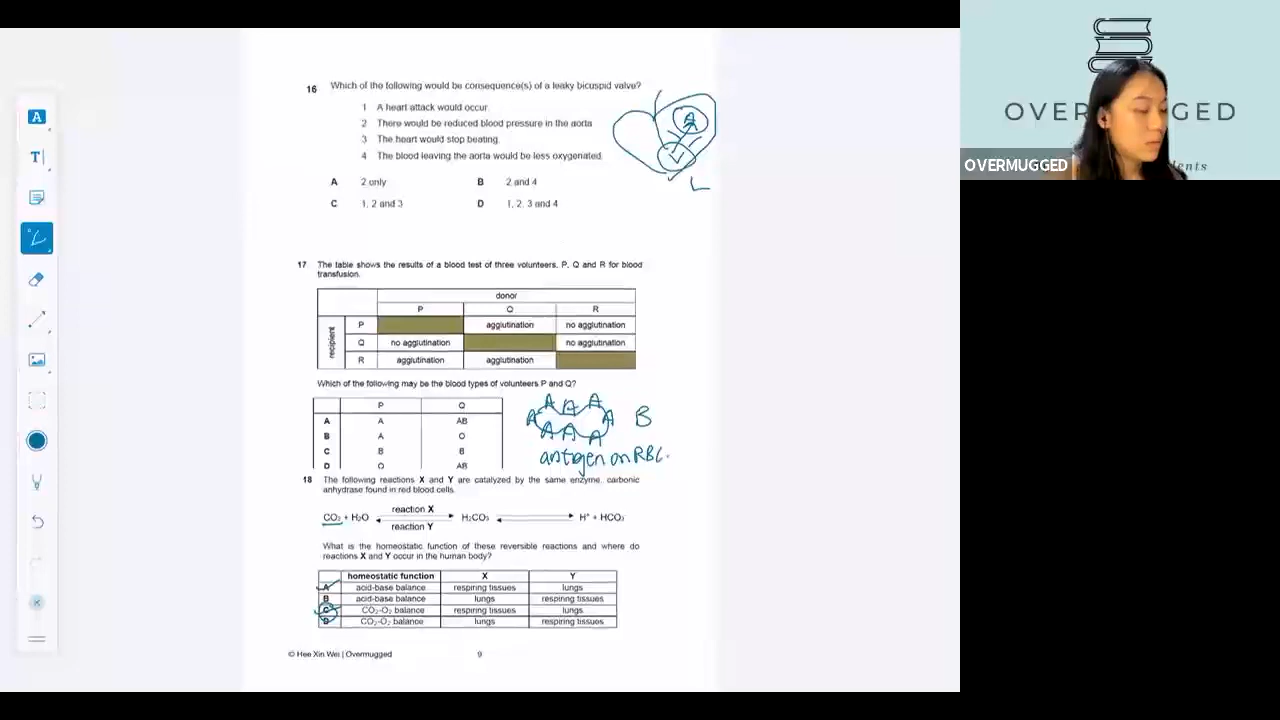 16 Which of the following would be consequence(s) of a leaky bicuspid valve?
1 A heart attack would occur.
2 There would be reduced blood pressure in the aorta
3 The heart would stop beating.
4 The blood leaving the aorta would be less oxygenated.
A 2 only B 2 and 4
C 1, 2 and 3 D 1, 2, 3 and 4
17 The table shows the results of a blood test of three volunteers, P, Q and R for blood
transfusion.
donor
P Q R
recipient
P agglutination no agglutination
Q no agglutination no agglutination
R agglutination agglutination
Which of the following may be the blood types of volunteers P and Q?
P Q
A A AB
B A O
C B B
D O AB
A A A A A A A A A B
antigen on RBC.
18 The following reactions X and Y are catalyzed by the same enzyme, carbonic
anhydrase found in red blood cells.
reaction X
CO₂ + H₂O H₂CO₃ H⁺ + HCO₃⁻
reaction Y
What is the homeostatic function of these reversible reactions and where do
reactions X and Y occur in the human body?
homeostatic function X Y
A acid-base balance respiring tissues lungs
B acid-base balance lungs respiring tissues
C CO₂-O₂ balance respiring tissues lungs
D CO₂-O₂ balance lungs respiring tissues
© Hee Xin Wei | Overmugged 9
OVERMUGGED